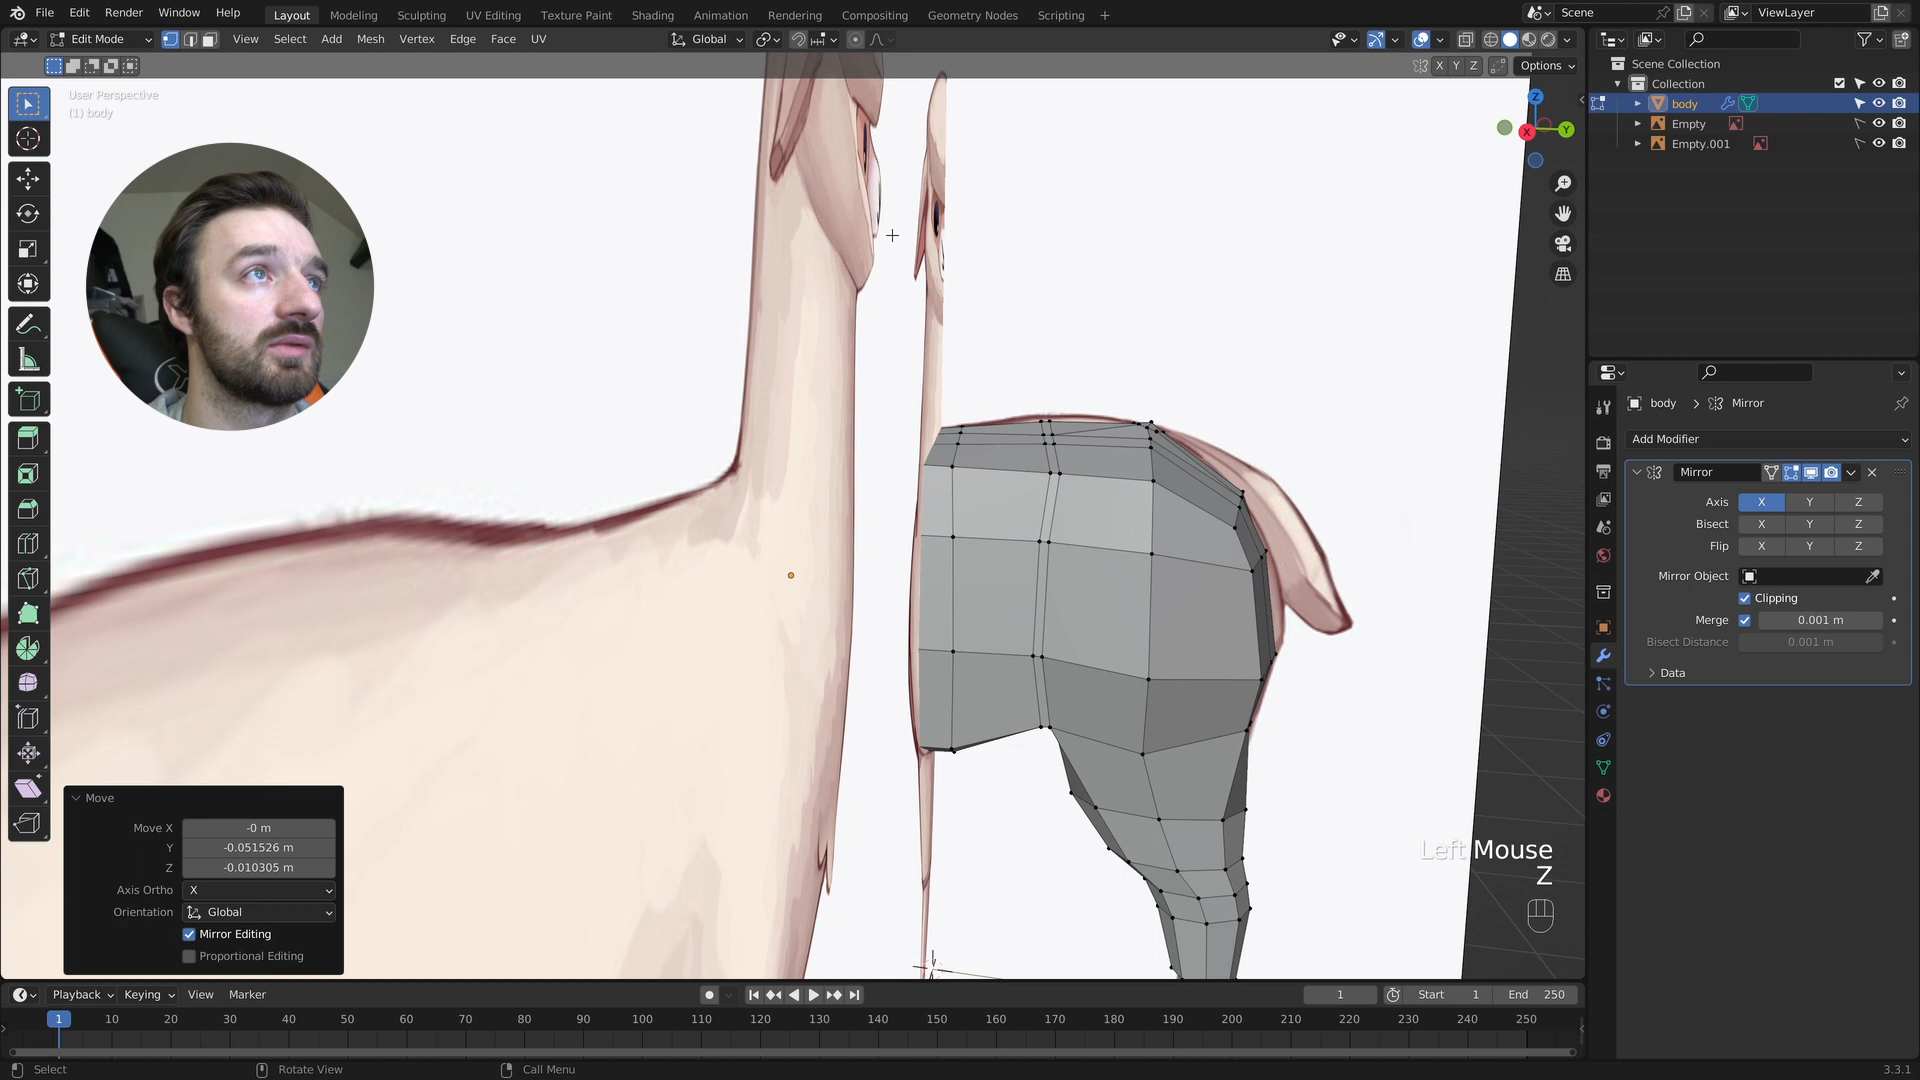 File Edit Render Window Help Layout Modeling Sculpting UV Editing Texture Paint Shading Animation Rendering Compositing Geometry Nodes Scripting + Scene ViewLayer
Edit Mode View Select Add Mesh Vertex Edge Face UV Global
X Y Z Options
User Perspective
(1) body
Z
X Y
Scene Collection
Collection
body
Empty
Empty.001
body > Mirror
Add Modifier
Mirror
Axis X Y Z
Bisect X Y Z
Flip X Y Z
Mirror Object
Clipping
Merge 0.001 m
Bisect Distance 0.001 m
Data
Move
Move X -0 m
Y -0.051526 m
Z -0.010305 m
Axis Ortho X
Orientation Global
Mirror Editing
Proportional Editing
Left Mouse
Z
Playback Keying View Marker 1 Start 1 End 250
1 10 20 30 40 50 60 70 80 90 100 110 120 130 140 150 160 170 180 190 200 210 220 230 240 250
Select Rotate View Call Menu 3.3.1